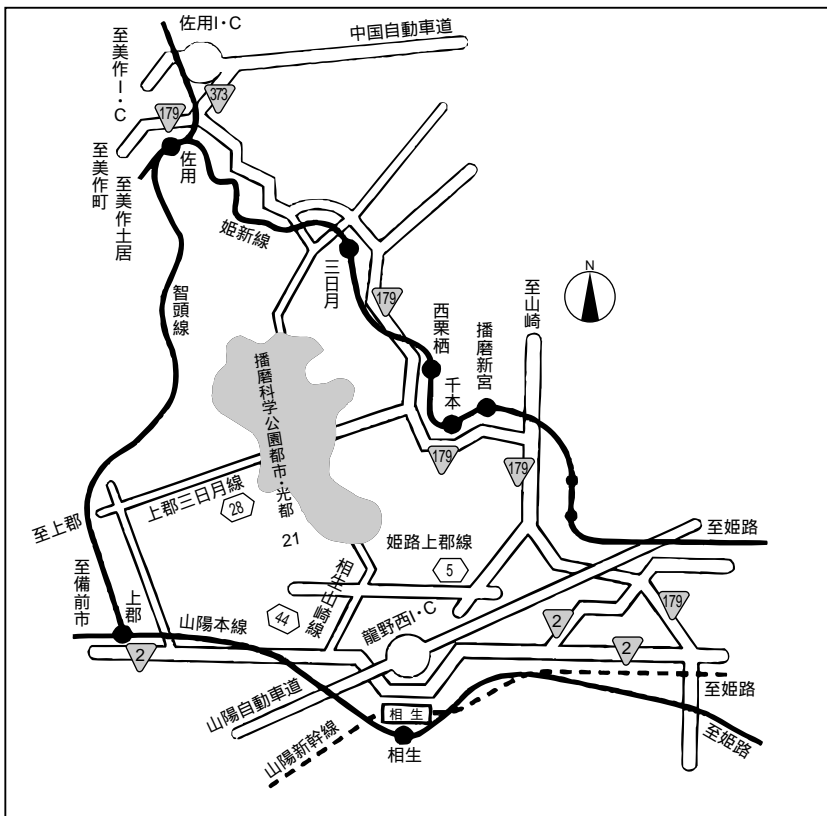 佐用I・C
中国自動車道
至美作I・C
373
179
佐用
至美作町
至美作土居
姫新線
三日月
179
至山崎
N
智頭線
西栗栖
播磨新宮
千本
播磨科学公園都市・光都
21
179
179
上郡三日月線
28
至上郡
姫路上郡線
5
至姫路
至備前市
上郡
44
相生山崎線
龍野西I・C
山陽本線
2
2
2
179
山陽自動車道
相生
至姫路
山陽新幹線
相生
至姫路